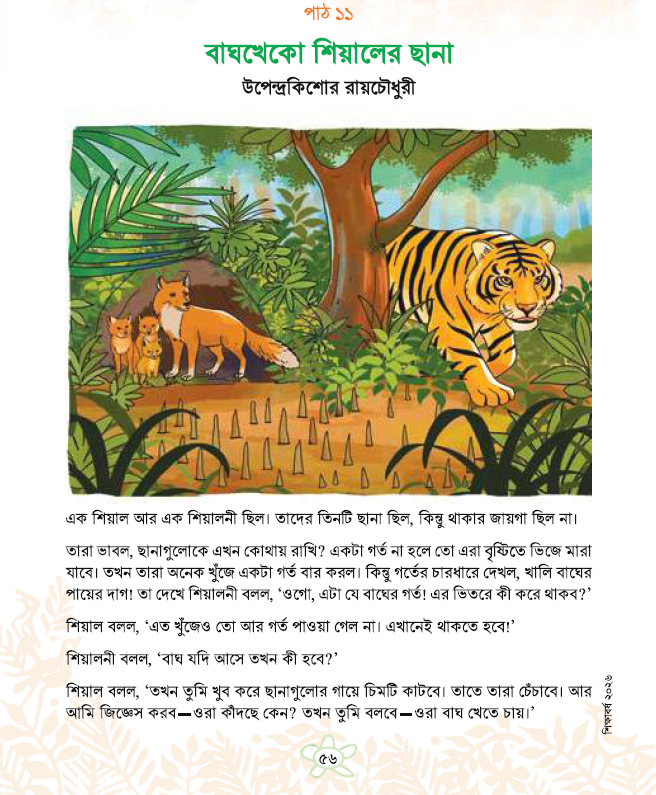 পাঠ ১১
বাঘখেকো শিয়ালের ছানা
উপেন্দ্রকিশোর রায়চৌধুরী
এক শিয়াল আর এক শিয়ালনী ছিল। তাদের তিনটি ছানা ছিল, কিন্তু থাকার জায়গা ছিল না।
তারা ভাবল, ছানাগুলোকে এখন কোথায় রাখি? একটা গর্ত না হলে তো এরা বৃষ্টিতে ভিজে মারা
যাবে। তখন তারা অনেক খুঁজে একটা গর্ত বার করল। কিন্তু গর্তের চারধারে দেখল, খালি বাঘের
পায়ের দাগ! তা দেখে শিয়ালনী বলল, ‘ওগো, এটা যে বাঘের গর্ত! এর ভিতরে কী করে থাকব?’
শিয়াল বলল, ‘এত খুঁজেও তো আর গর্ত পাওয়া গেল না। এখানেই থাকতে হবে!’
শিয়ালনী বলল, ‘বাঘ যদি আসে তখন কী হবে?’
শিয়াল বলল, ‘তখন তুমি খুব করে ছানাগুলোর গায়ে চিমটি কাটবে। তাতে তারা চেঁচাবে। আর
আমি জিজ্ঞেস করব—ওরা কাঁদছে কেন? তখন তুমি বলবে—ওরা বাঘ খেতে চায়।’
শিক্ষাবর্ষ ২০২৬
৫৬